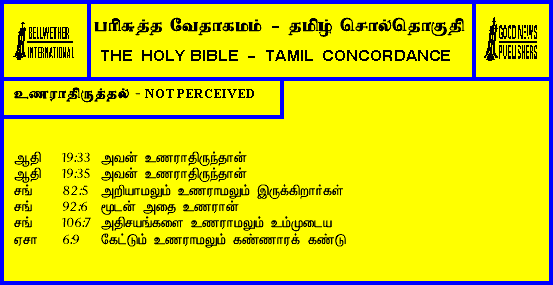 BELLWETHER
INTERNATIONAL
பரிசுத்த வேதாகமம் - தமிழ் சொல்தொகுதி
THE HOLY BIBLE - TAMIL CONCORDANCE
GOOD NEWS
PUBLISHERS
உணராதிருத்தல் - NOT PERCEIVED
ஆதி 19:33 அவன் உணராதிருந்தான்
ஆதி 19:35 அவன் உணராதிருந்தான்
சங் 82:5 அறியாமலும் உணராமலும் இருக்கிறார்கள்
சங் 92:6 மூடன் அதை உணரான்
சங் 106:7 அதிசயங்களை உணராமலும் உம்முடைய
ஏசா 6:9 கேட்டும் உணராமலும் கண்ணாரக் கண்டு